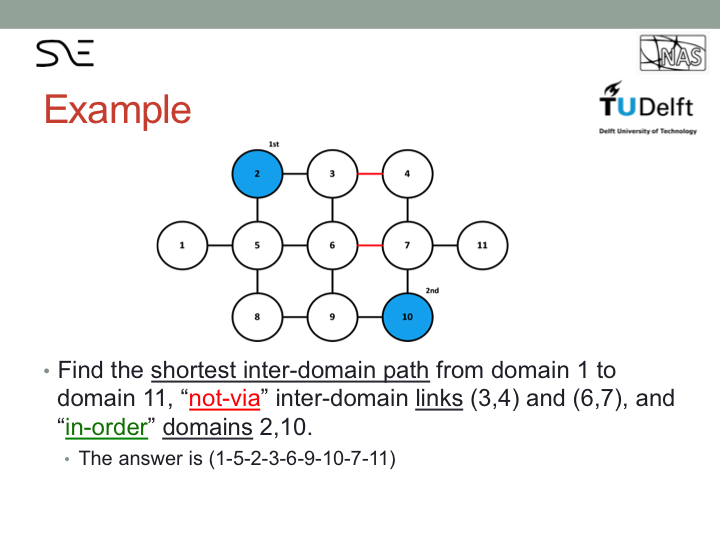 SNE
NAS
TUDelft
Delft University of Technology
Example
1st
2
3
4
1
5
6
7
11
2nd
8
9
10
• Find the shortest inter-domain path from domain 1 to
domain 11, “not-via” inter-domain links (3,4) and (6,7), and
“in-order” domains 2,10.
• The answer is (1-5-2-3-6-9-10-7-11)